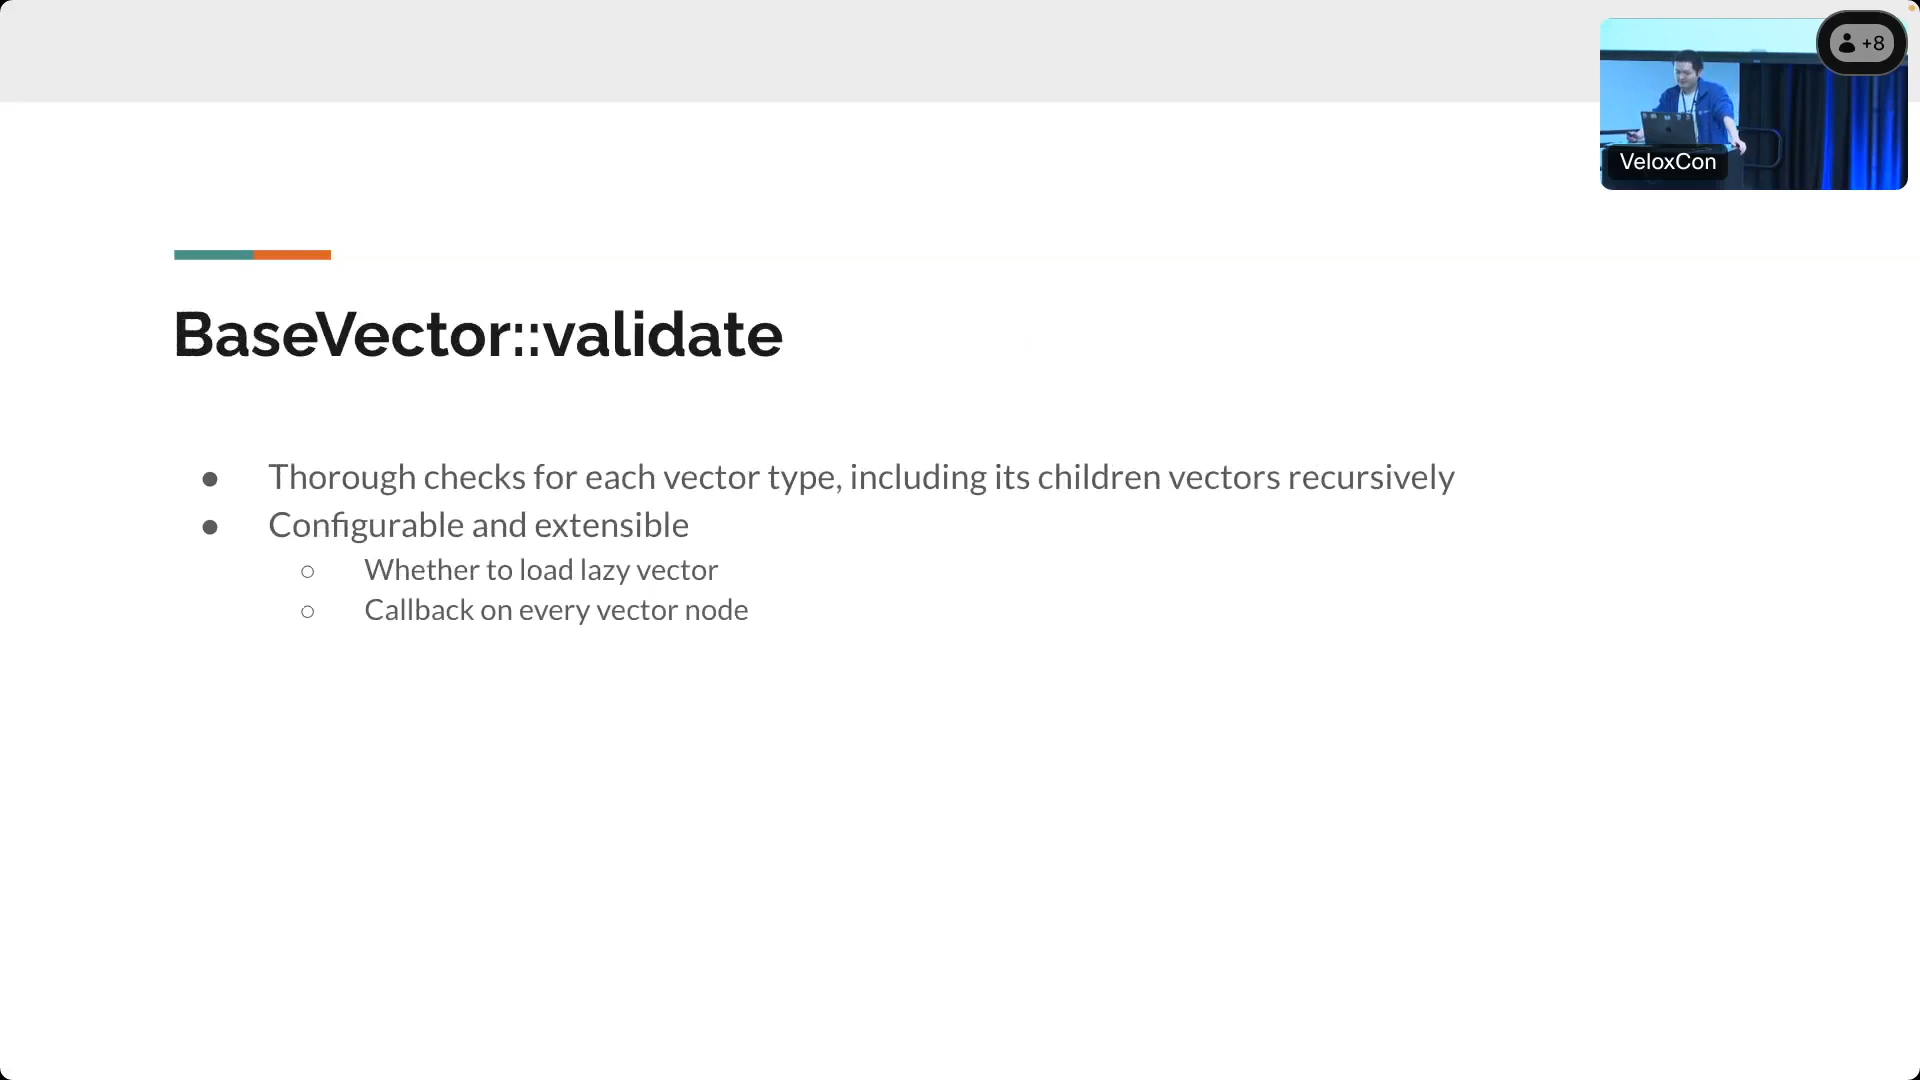 +8
VeloxCon
BaseVector::validate
● Thorough checks for each vector type, including its children vectors recursively
● Configurable and extensible
○ Whether to load lazy vector
○ Callback on every vector node